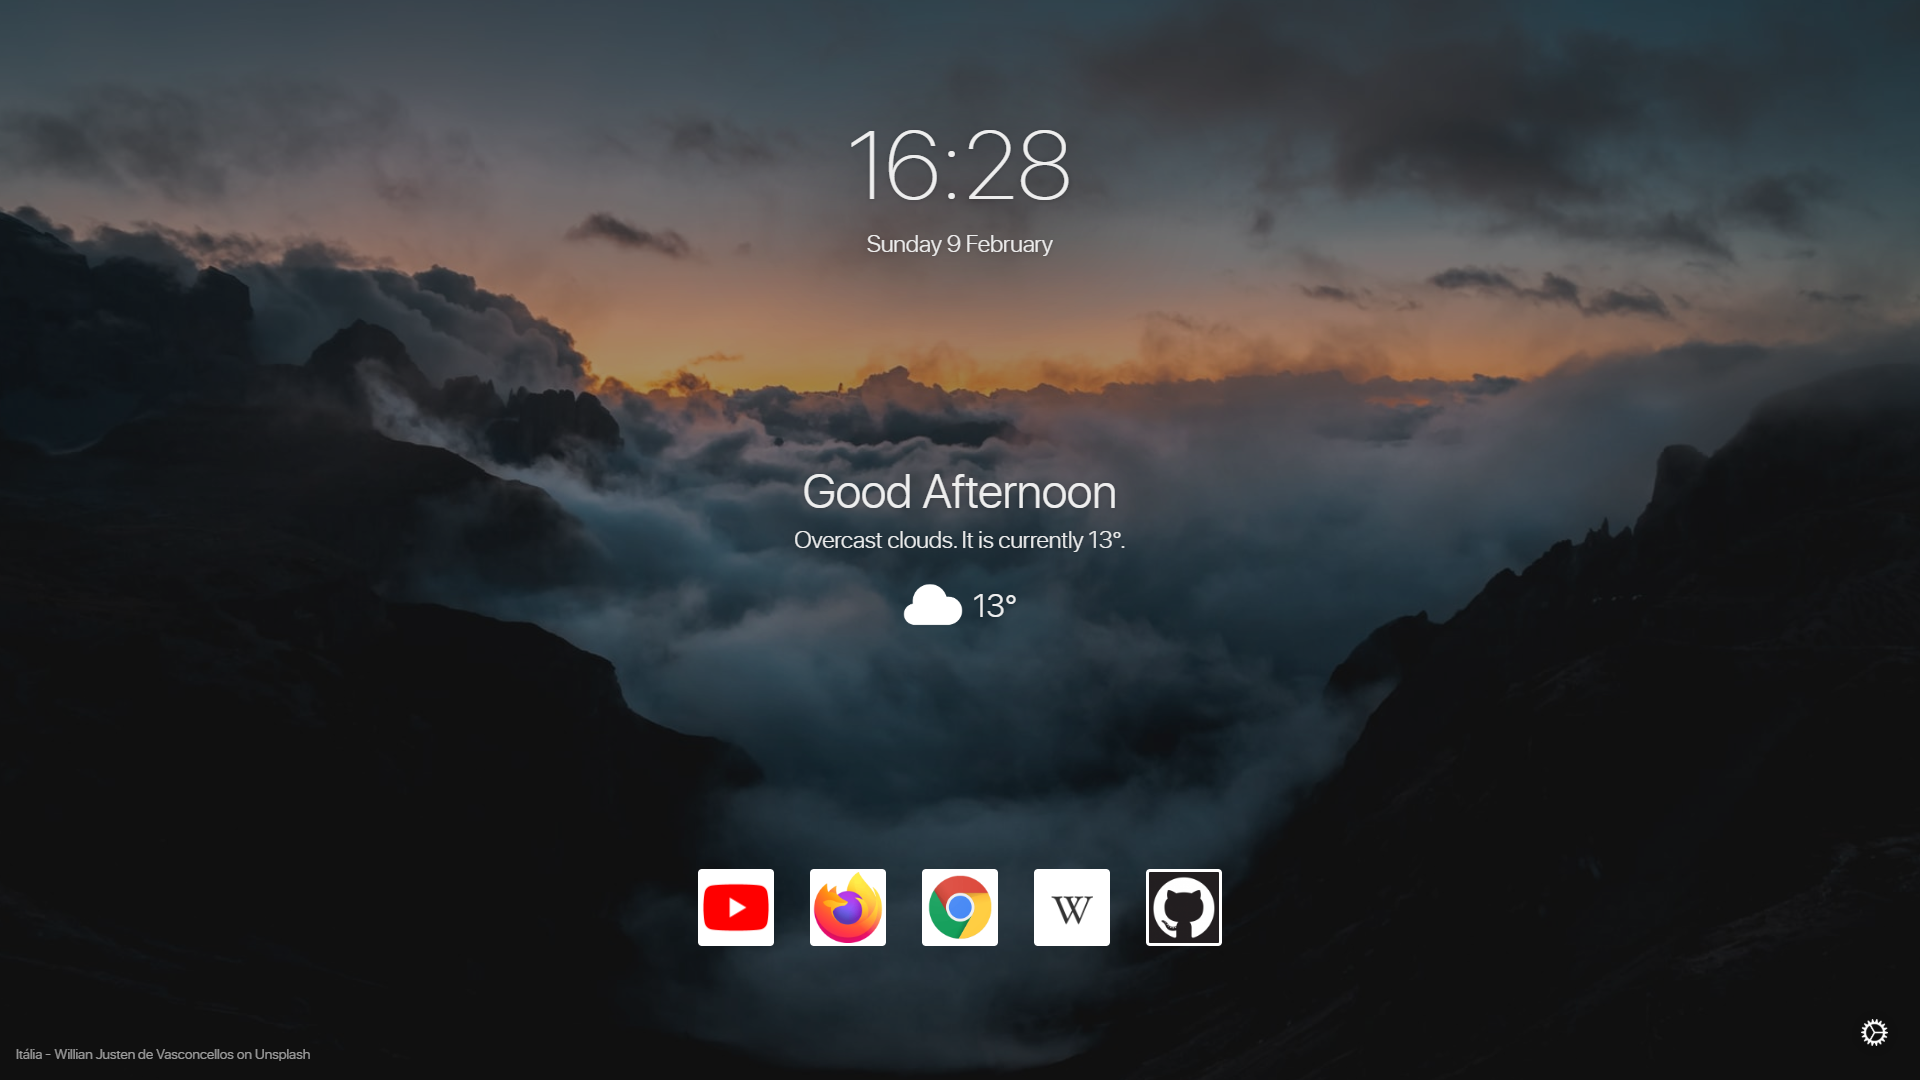 16:28
Sunday 9 February
Good Afternoon
Overcast clouds. It is currently 13°.
13°
W
Itália - Willian Justen de Vasconcellos on Unsplash